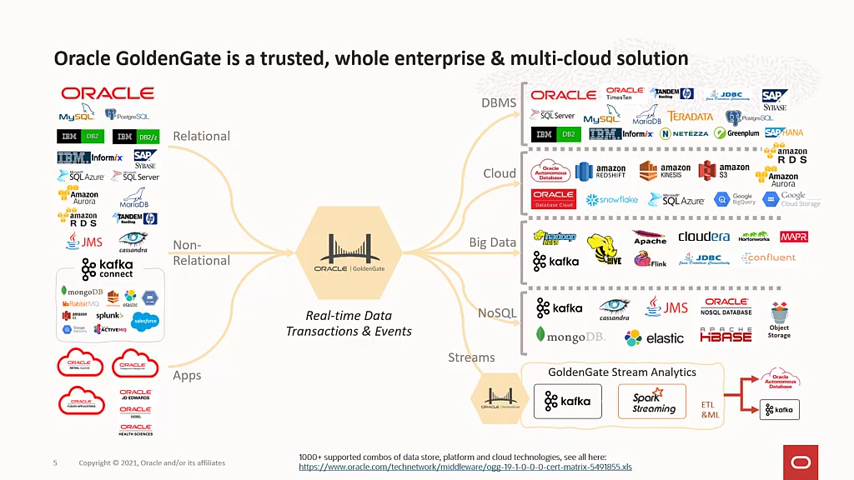 Oracle GoldenGate is a trusted, whole enterprise & multi-cloud solution
ORACLE
MySQL PostgreSQL
IBM DB2 IBM DB2/z
IBM Informix SAP SYBASE
SQL Azure SQL Server
Amazon Aurora MariaDB
amazon RDS TANDEM
JMS cassandra
kafka connect
mongoDB
RabbitMQ elastic
splunk> salesforce
ACTIVEMQ
Relational
Non-Relational
Apps
JD EDWARDS
ORACLE
SIEBEL
ORACLE
HEALTH SCIENCES
ORACLE | GoldenGate
Real-time Data
Transactions & Events
DBMS
ORACLE ORACLE TimesTen TANDEM hp JDBC SAP SYBASE
SQL Server MySQL MariaDB TERADATA PostgreSQL
IBM DB2 IBM Informix NETEZZA Greenplum SAP HANA
Cloud
Oracle Autonomous Database amazon REDSHIFT amazon KINESIS amazon S3 amazon RDS
Amazon Aurora
ORACLE Database Cloud snowflake Microsoft SQL Azure Google BigQuery Google Cloud Storage
Big Data
hadoop Apache cloudera Hortonworks MAPR
kafka HIVE Flink JDBC confluent
NoSQL
kafka cassandra JMS ORACLE NOSQL DATABASE Object Storage
mongoDB elastic APACHE HBASE
Streams
GoldenGate Stream Analytics
kafka Spark Streaming ETL &ML
Oracle Autonomous Database
kafka
5 Copyright © 2021, Oracle and/or its affiliates
1000+ supported combos of data store, platform and cloud technologies, see all here:
https://www.oracle.com/technetwork/middleware/ogg-19-1-0-0-0-cert-matrix-5491855.xls